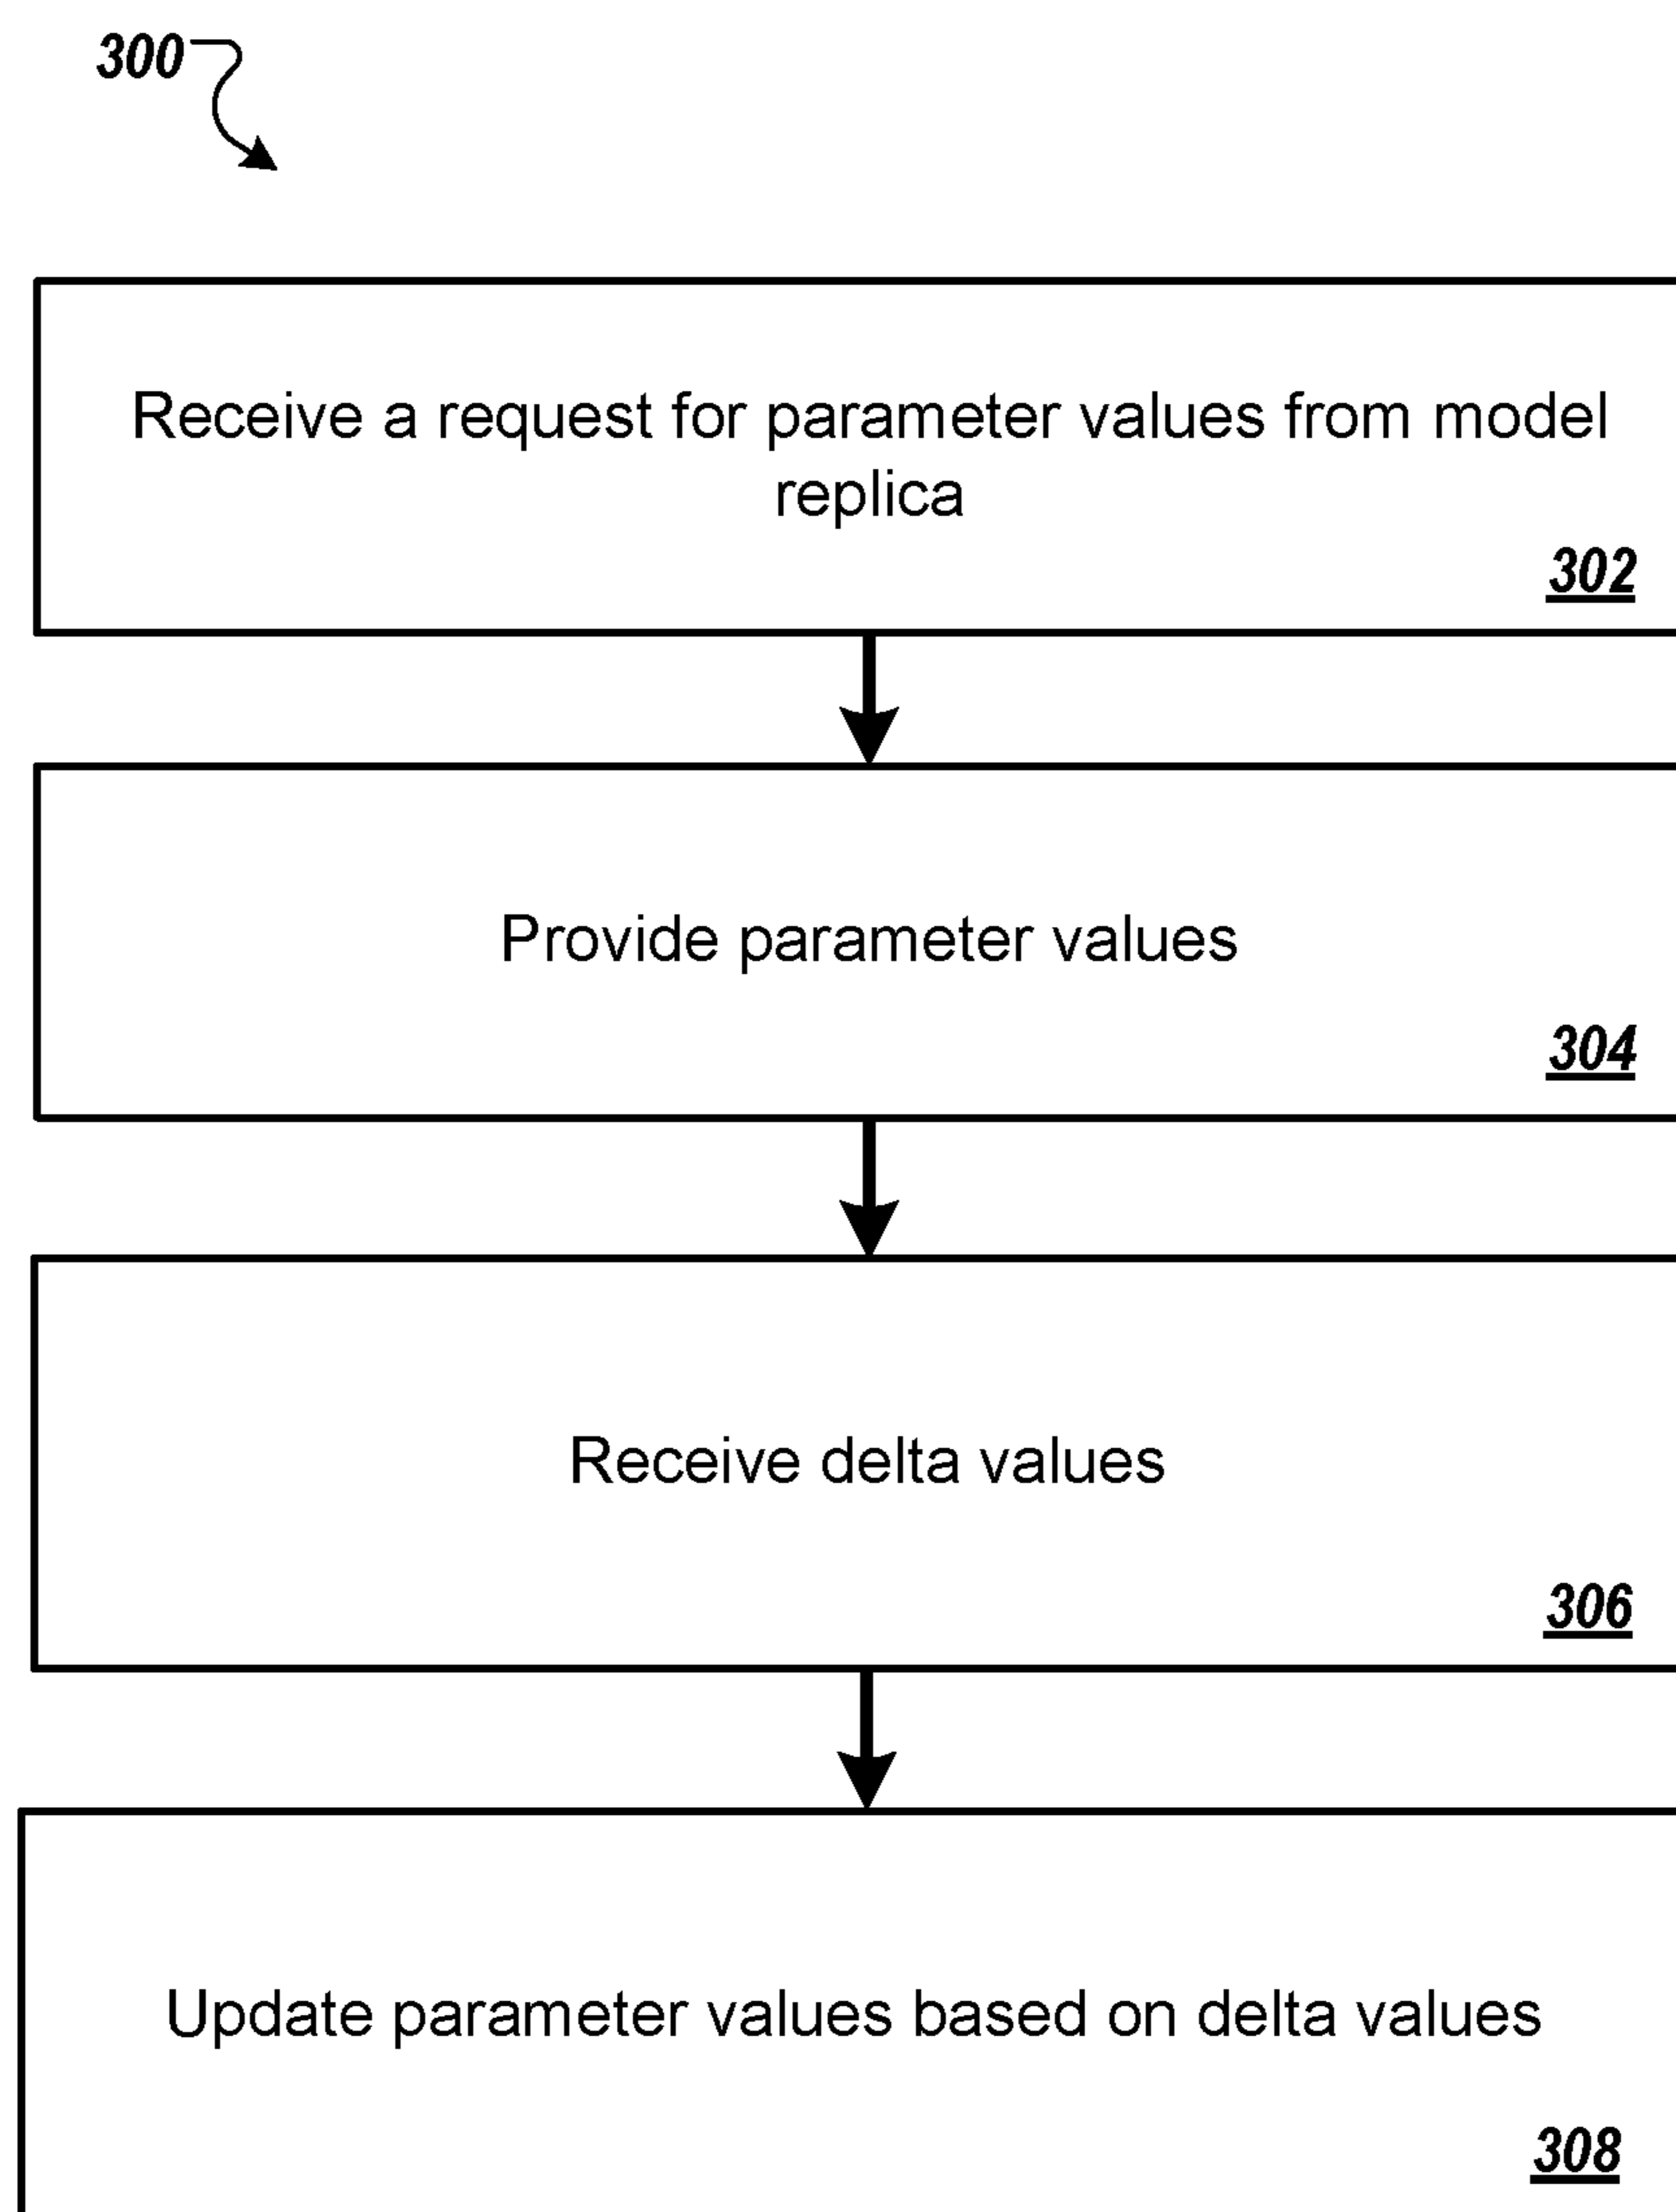 300
Receive a request for parameter values from model
replica
302
Provide parameter values
304
Receive delta values
306
Update parameter values based on delta values
308